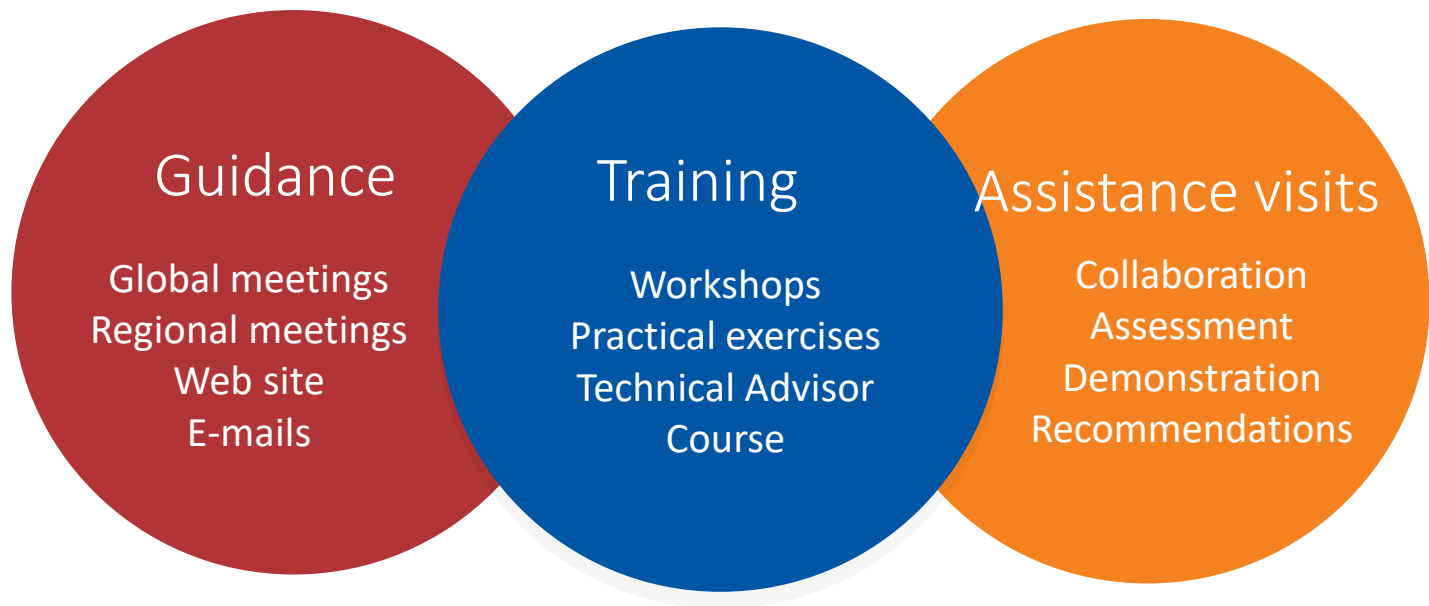 Guidance
Global meetings
Regional meetings
Web site
E-mails
Training
Workshops
Practical exercises
Technical Advisor
Course
Assistance visits
Collaboration
Assessment
Demonstration
Recommendations